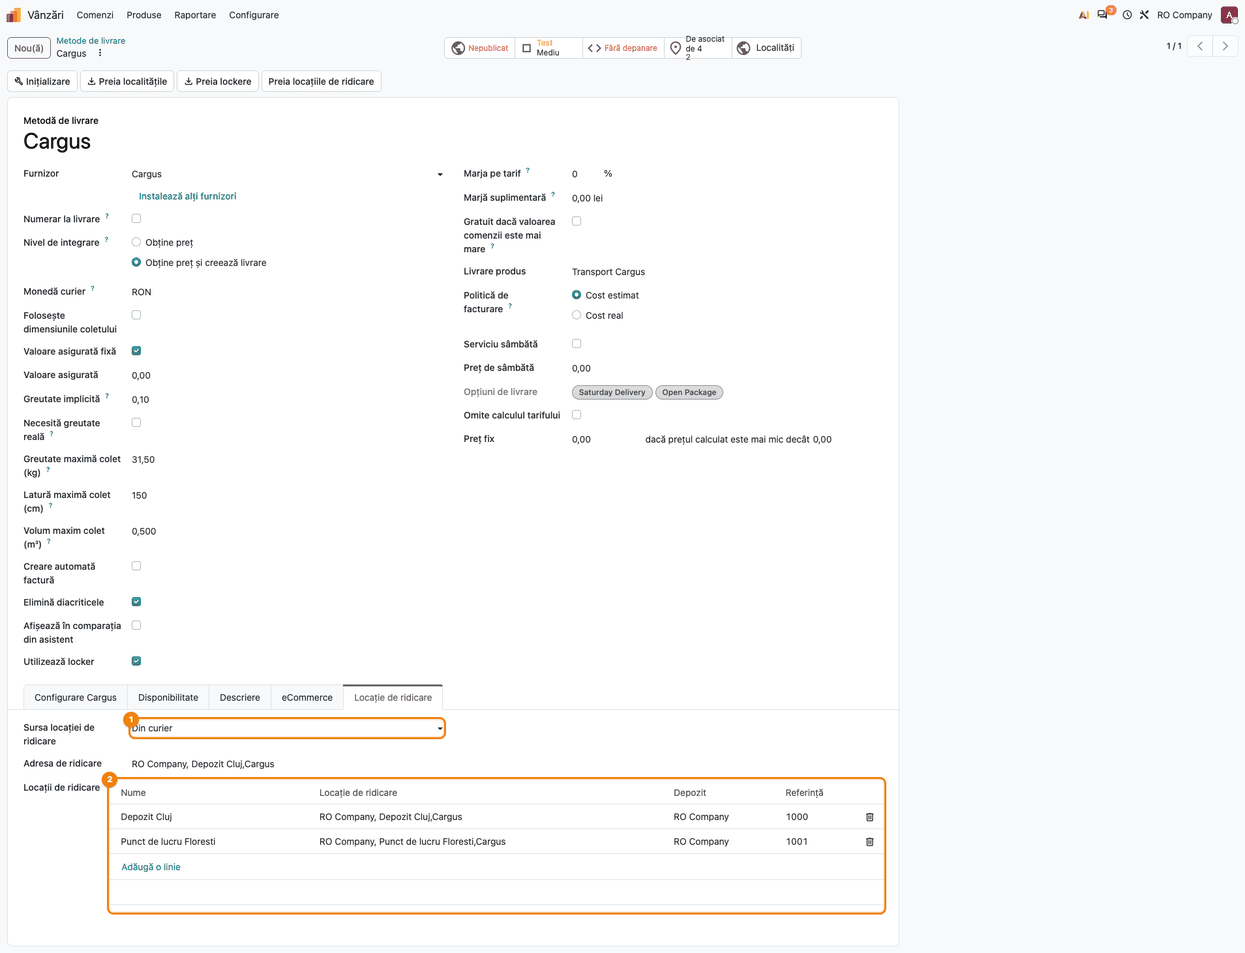 Vânzări Comenzi Produse Raportare Configurare 3 RO Company A
Nou(ă) Metode de livrare
Cargus
Nepublicat
Test
Mediu
Fără depanare
De asociat
de 4
2
Localități
1 / 1
Inițializare Preia localitățile Preia lockere Preia locațiile de ridicare
Metodă de livrare
Cargus
Furnizor Cargus
Instalează alți furnizori
Numerar la livrare ?
Nivel de integrare ? Obține preț
Obține preț și creează livrare
Monedă curier ? RON
Folosește
dimensiunile coletului
Valoare asigurată fixă
Valoare asigurată 0,00
Greutate implicită ? 0,10
Necesită greutate
reală ?
Greutate maximă colet
(kg) ?
31,50
Latură maximă colet
(cm) ?
150
Volum maxim colet
(m³) ?
0,500
Creare automată
factură
Elimină diacriticele
Afișează în comparația
din asistent
Utilizează locker
Marja pe tarif ? 0 %
Marjă suplimentară ? 0,00 lei
Gratuit dacă valoarea
comenzii este mai
mare ?
Livrare produs Transport Cargus
Politică de
facturare ?
Cost estimat
Cost real
Serviciu sâmbătă
Preț de sâmbătă 0,00
Opțiuni de livrare Saturday Delivery Open Package
Omite calculul tarifului
Preț fix 0,00 dacă prețul calculat este mai mic decât 0,00
Configurare Cargus Disponibilitate Descriere eCommerce Locație de ridicare
Sursa locației de
ridicare
1
Din curier
Adresa de ridicare RO Company, Depozit Cluj,Cargus
Locații de ridicare
2
Nume Locație de ridicare Depozit Referință
Depozit Cluj RO Company, Depozit Cluj,Cargus RO Company 1000
Punct de lucru Floresti RO Company, Punct de lucru Floresti,Cargus RO Company 1001
Adăugă o linie